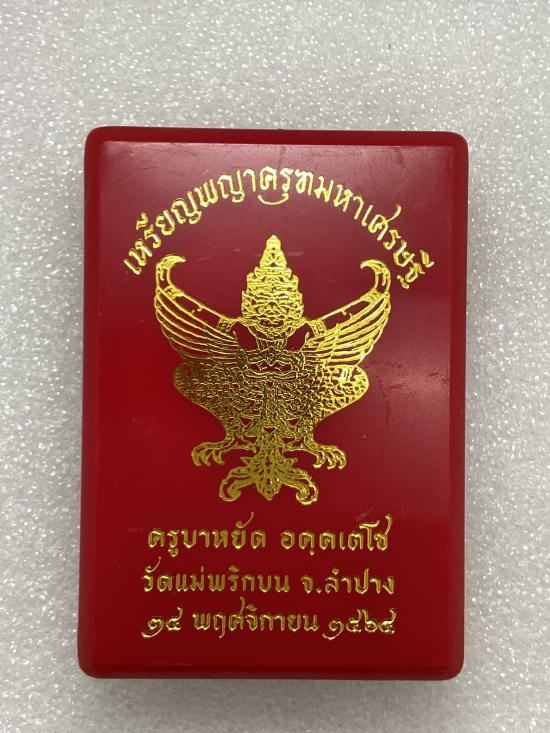 เหรียญพญาครุฑมหาเศรษฐี
ครูบาหยัด อคฺคเตโช
วัดแม่พริกบน จ.ลำปาง
๑๔ พฤศจิกายน ๑๕๖๔